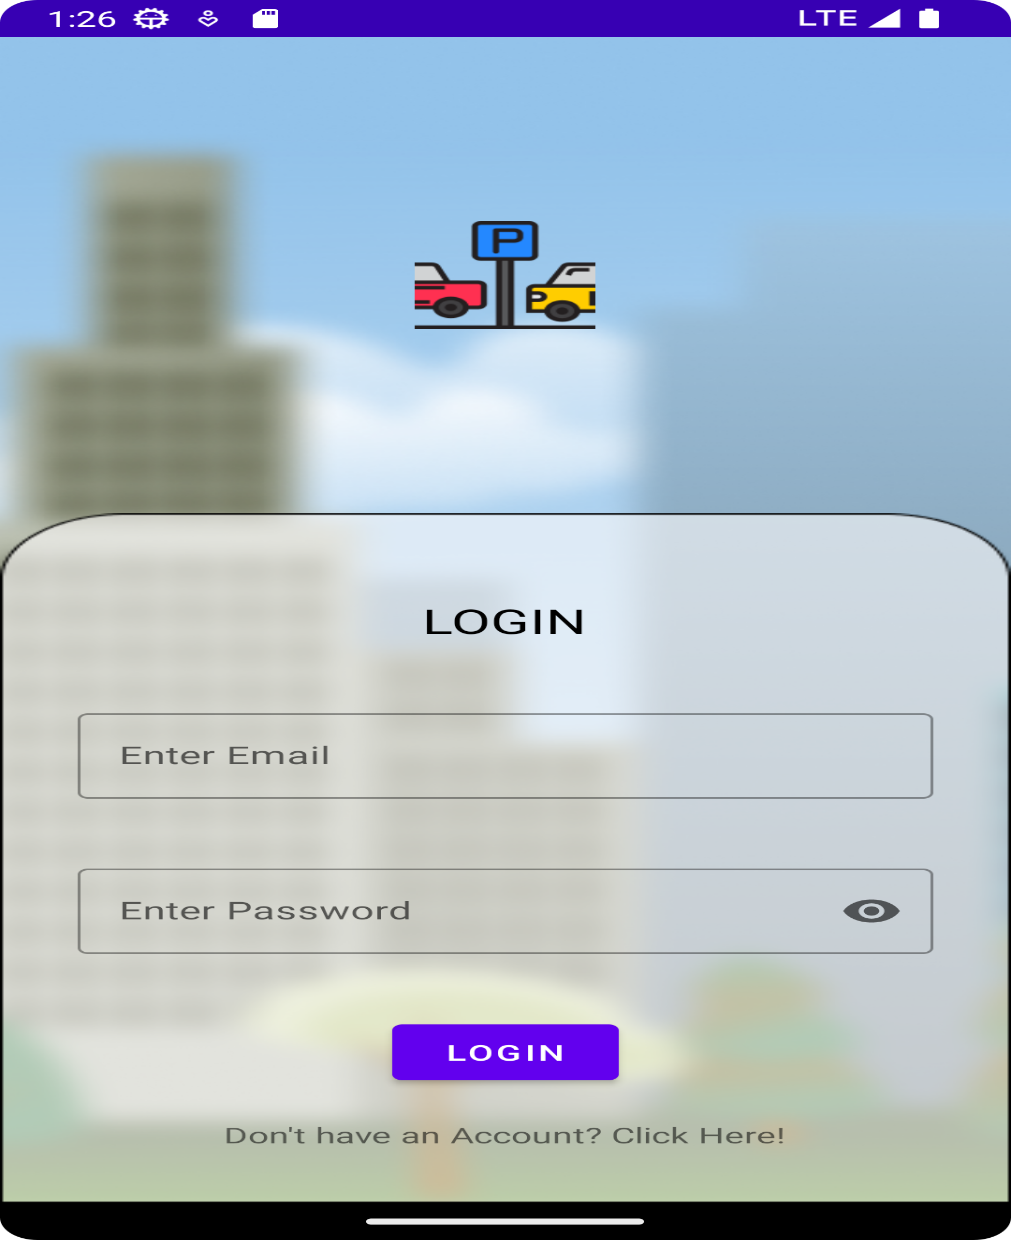 1:26 LTE
P
LOGIN
Enter Email
Enter Password
LOGIN
Don't have an Account? Click Here!